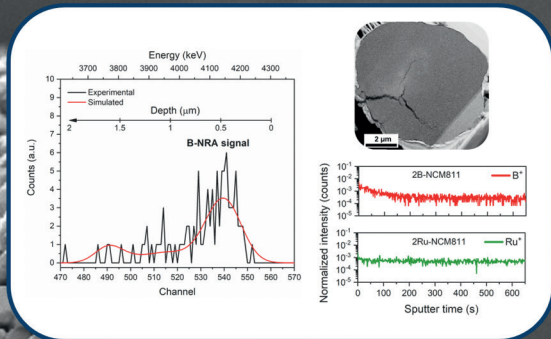 Energy (keV)
3700 3800 3900 4000 4100 4200 4300
Experimental
Simulated
Depth (μm)
2 1.5 1 0.5 0
B-NRA signal
Counts (a.u.)
10
9
8
7
6
5
4
3
2
1
0
470 480 490 500 510 520 530 540 550 560 570
Channel
2 μm
Normalized intensity (counts)
10⁻¹
10⁻²
10⁻³
10⁻⁴
10⁻⁵
2B-NCM811
B⁺
10⁻¹
10⁻²
10⁻³
10⁻⁴
10⁻⁵
2Ru-NCM811
Ru⁺
0 100 200 300 400 500 600
Sputter time (s)